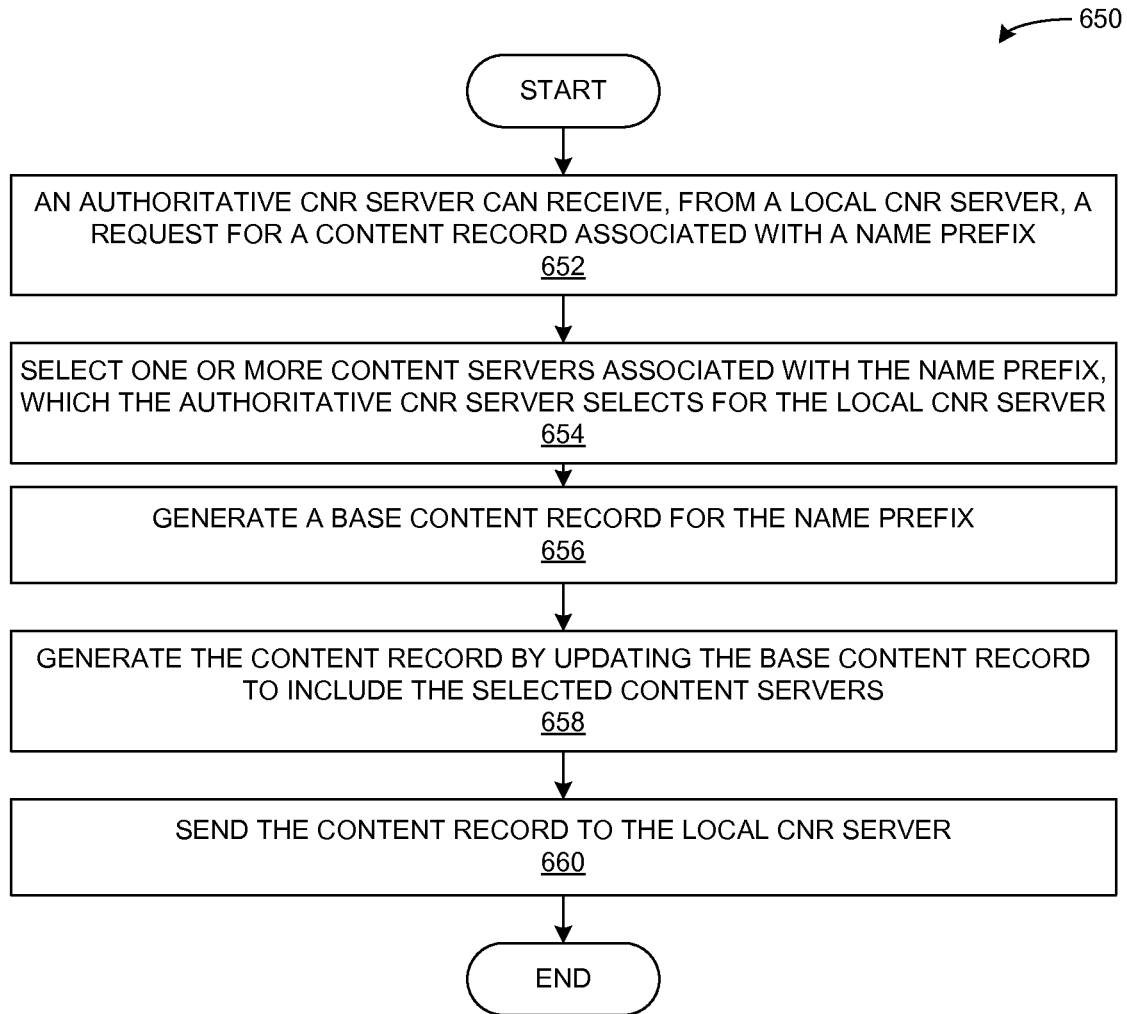 650
START
AN AUTHORITATIVE CNR SERVER CAN RECEIVE, FROM A LOCAL CNR SERVER, A
REQUEST FOR A CONTENT RECORD ASSOCIATED WITH A NAME PREFIX
652
SELECT ONE OR MORE CONTENT SERVERS ASSOCIATED WITH THE NAME PREFIX,
WHICH THE AUTHORITATIVE CNR SERVER SELECTS FOR THE LOCAL CNR SERVER
654
GENERATE A BASE CONTENT RECORD FOR THE NAME PREFIX
656
GENERATE THE CONTENT RECORD BY UPDATING THE BASE CONTENT RECORD
TO INCLUDE THE SELECTED CONTENT SERVERS
658
SEND THE CONTENT RECORD TO THE LOCAL CNR SERVER
660
END